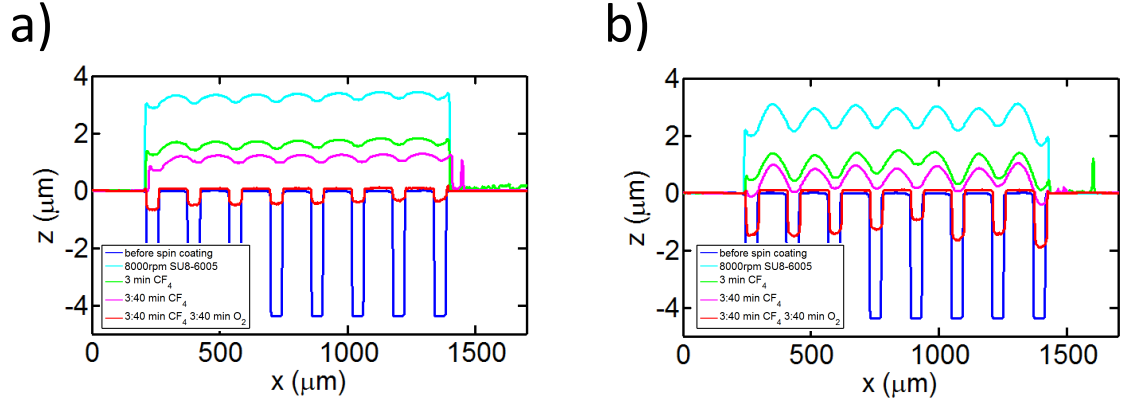 a)
4
2
0
-2
-4
z (μm)
before spin coating
8000rpm SU8-6005
3 min CF4
3:40 min CF4
3:40 min CF4 3:40 min O2
0 500 1000 1500
x (μm)
b)
4
2
0
-2
-4
z (μm)
before spin coating
8000rpm SU8-6005
3 min CF4
3:40 min CF4
3:40 min CF4 3:40 min O2
0 500 1000 1500
x (μm)